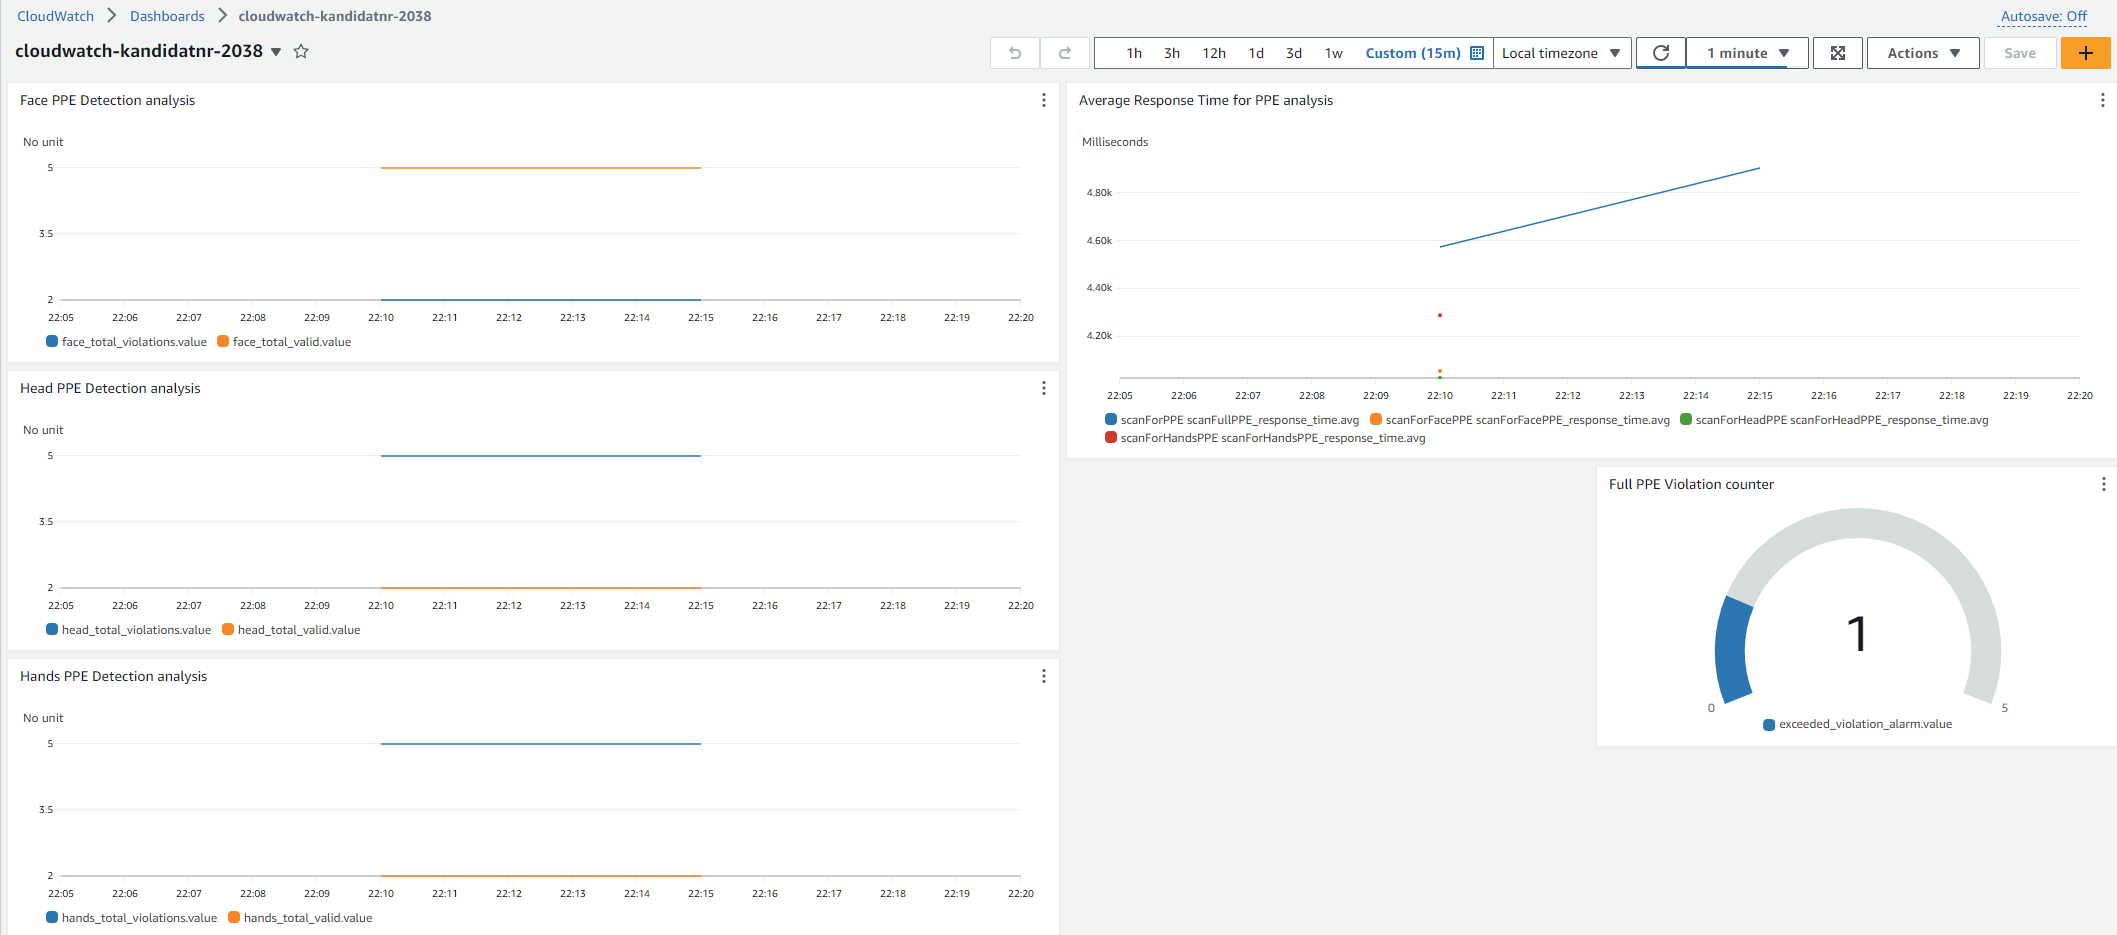 CloudWatch > Dashboards > cloudwatch-kandidatnr-2038
Autosave: Off
cloudwatch-kandidatnr-2038
1h 3h 12h 1d 3d 1w Custom (15m) Local timezone 1 minute Actions Save +
Face PPE Detection analysis
No unit
5
3.5
2
22:05 22:06 22:07 22:08 22:09 22:10 22:11 22:12 22:13 22:14 22:15 22:16 22:17 22:18 22:19 22:20
face_total_violations.value face_total_valid.value
Head PPE Detection analysis
No unit
5
3.5
2
22:05 22:06 22:07 22:08 22:09 22:10 22:11 22:12 22:13 22:14 22:15 22:16 22:17 22:18 22:19 22:20
head_total_violations.value head_total_valid.value
Hands PPE Detection analysis
No unit
5
3.5
2
22:05 22:06 22:07 22:08 22:09 22:10 22:11 22:12 22:13 22:14 22:15 22:16 22:17 22:18 22:19 22:20
hands_total_violations.value hands_total_valid.value
Average Response Time for PPE analysis
Milliseconds
4.80k
4.60k
4.40k
4.20k
22:05 22:06 22:07 22:08 22:09 22:10 22:11 22:12 22:13 22:14 22:15 22:16 22:17 22:18 22:19 22:20
scanForPPE scanFullPPE_response_time.avg scanForFacePPE scanForFacePPE_response_time.avg scanForHeadPPE scanForHeadPPE_response_time.avg
scanForHandsPPE scanForHandsPPE_response_time.avg
Full PPE Violation counter
1
0 5
exceeded_violation_alarm.value